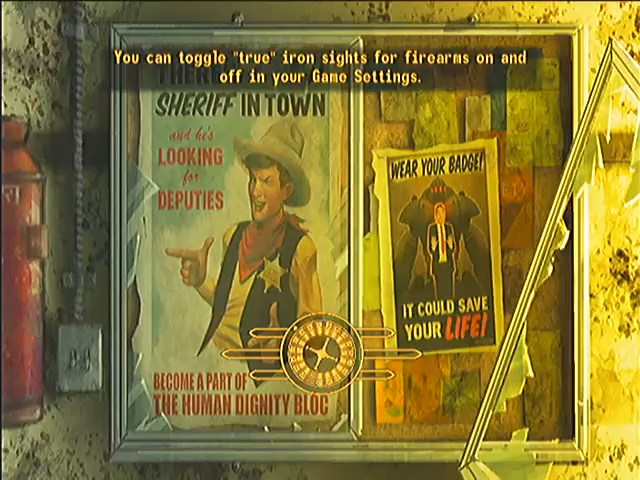 You can toggle "true" iron sights for firearms on and
off in your Game Settings.
SHERIFF IN TOWN
and he's
LOOKING
for
DEPUTIES
BECOME A PART OF
THE HUMAN DIGNITY BLOC
WEAR YOUR BADGE!
IT COULD SAVE
YOUR LIFE!